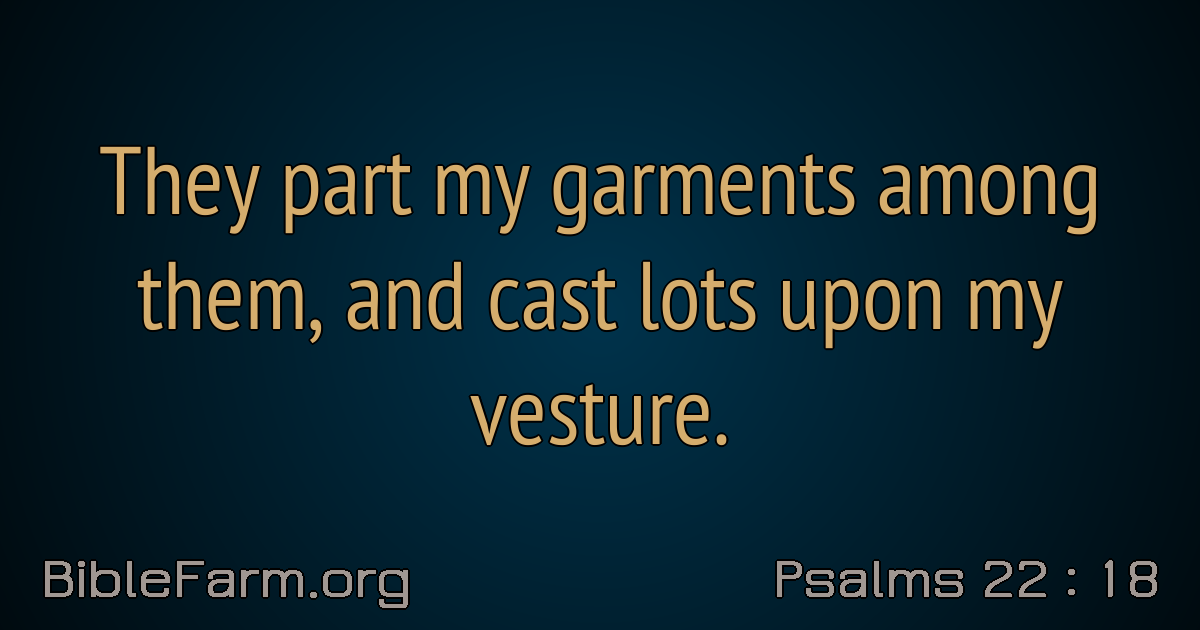 They part my garments among
them, and cast lots upon my
vesture.
BibleFarm.org
Psalms 22 : 18